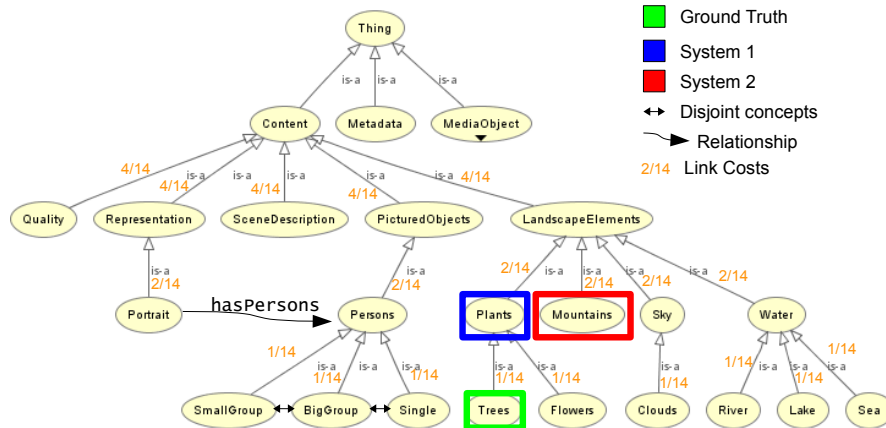 Thing
Ground Truth
System 1
System 2
Disjoint concepts
Relationship
2/14 Link Costs
is-a is-a is-a
Content Metadata MediaObject
4/14 is-a is-a is-a is-a 4/14
4/14 4/14 4/14
Quality Representation SceneDescription PicturedObjects LandscapeElements
is-a is-a 2/14 is-a is-a is-a 2/14
2/14 2/14 2/14 2/14
Portrait hasPersons Persons Plants Mountains Sky Water
1/14 is-a is-a 1/14 is-a is-a is-a 1/14 is-a is-a 1/14
1/14 1/14 1/14 1/14 1/14
SmallGroup BigGroup Single Trees Flowers Clouds River Lake Sea